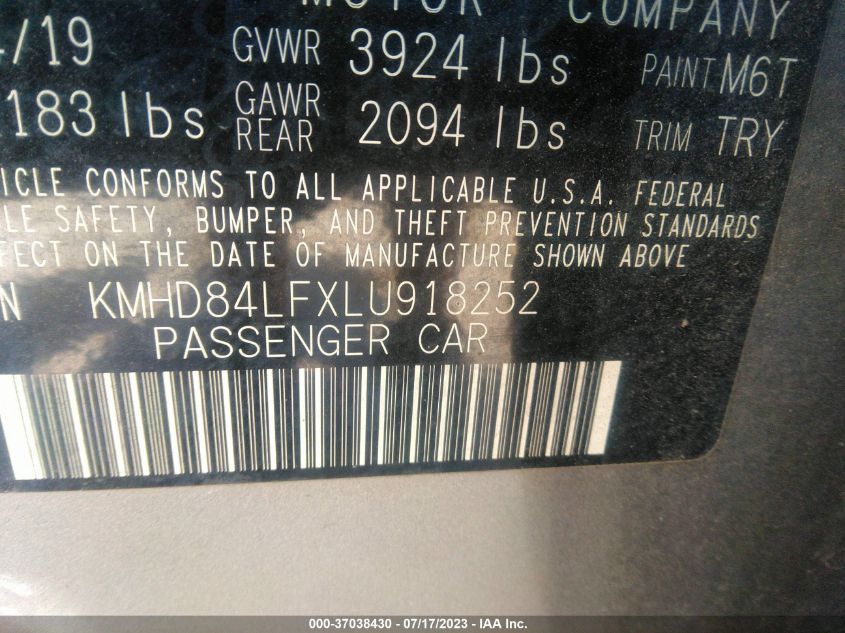 MOTOR COMPANY
/19 GVWR 3924 lbs PAINT M6T
183 lbs GAWR REAR 2094 lbs TRIM TRY
ICLE CONFORMS TO ALL APPLICABLE U.S.A. FEDERAL
LE SAFETY, BUMPER, AND THEFT PREVENTION STANDARDS
FECT ON THE DATE OF MANUFACTURE SHOWN ABOVE
N KMHD84LFXLU918252
PASSENGER CAR
000-37038430 - 07/17/2023 - IAA Inc.